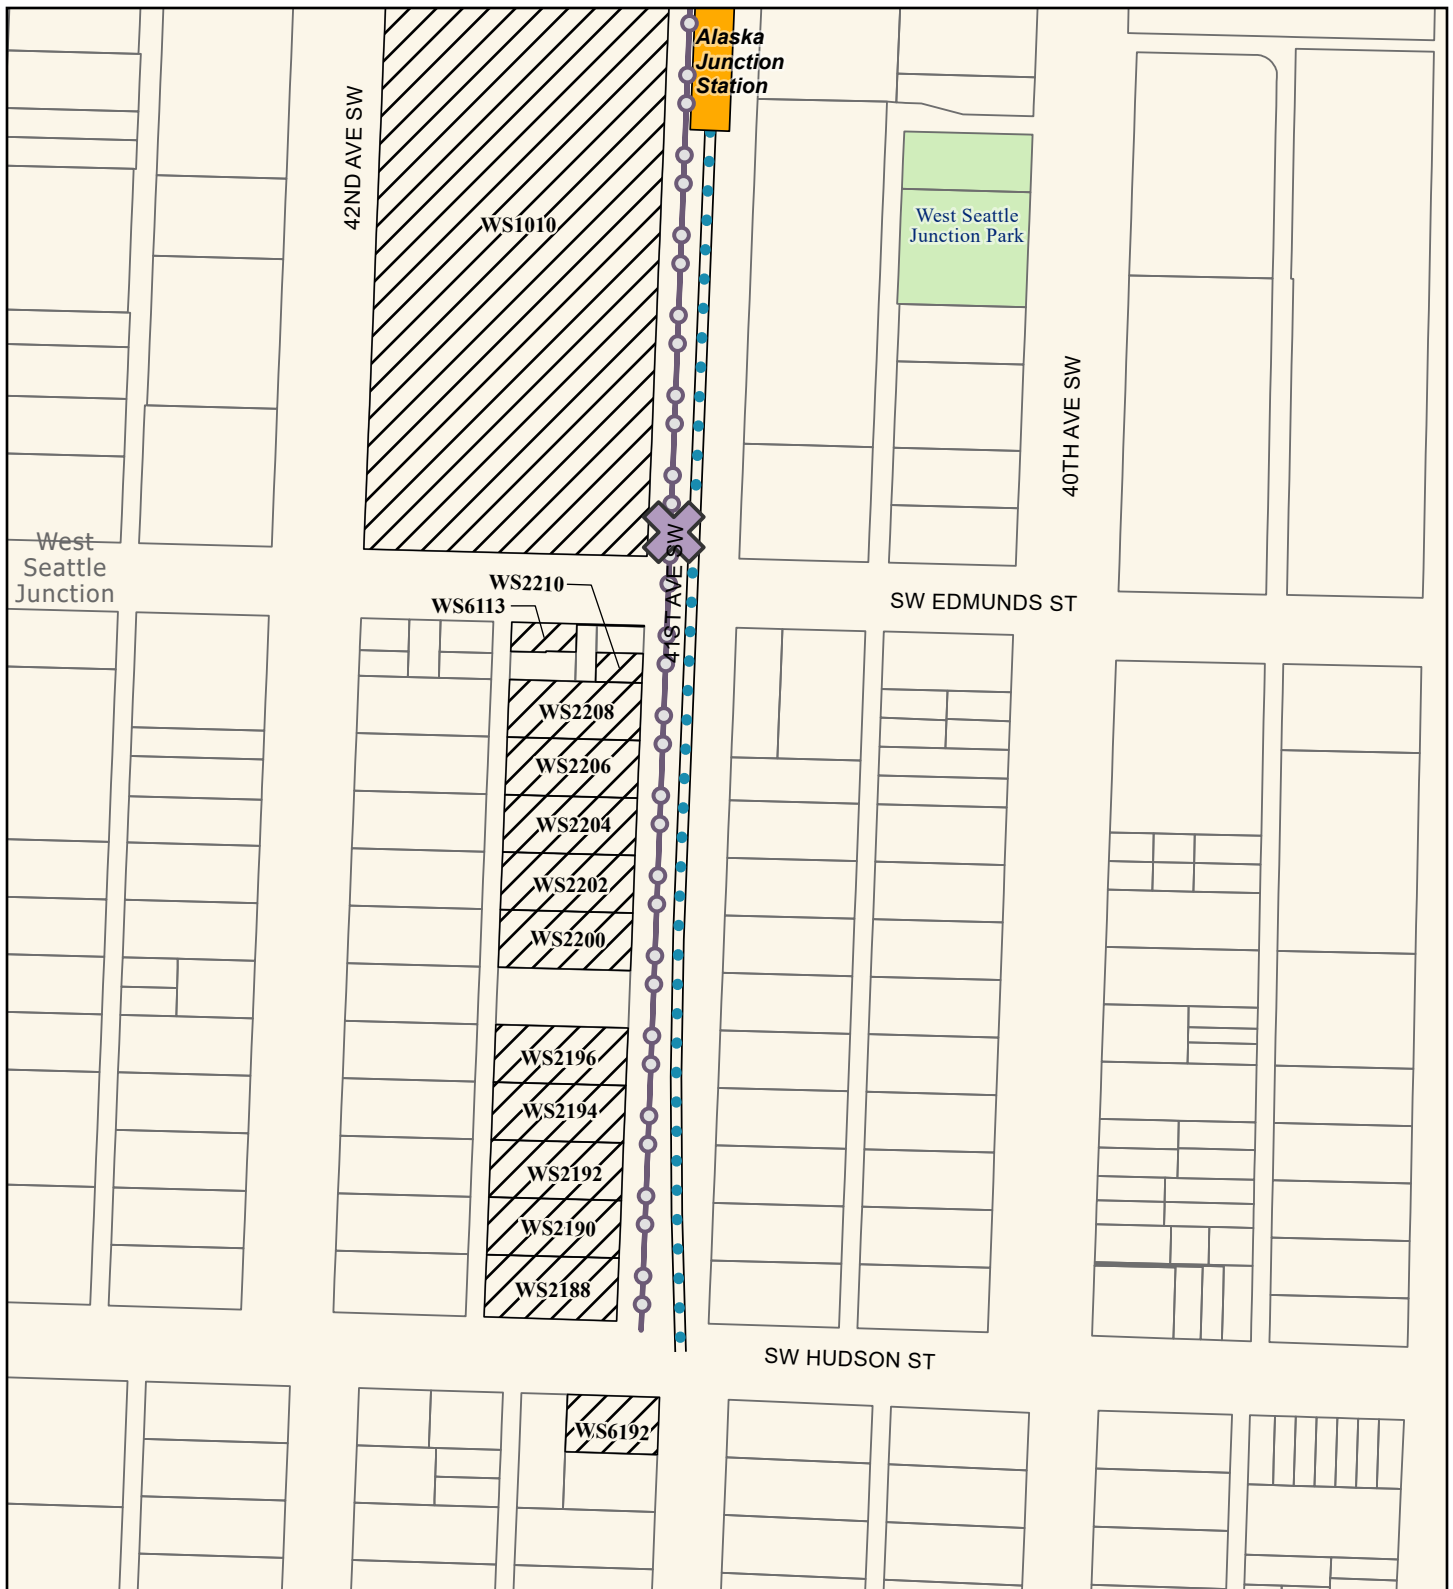 Alaska
Junction
Station
42ND AVE SW
WS1010
West Seattle
Junction Park
40TH AVE SW
West
Seattle
Junction
41ST AVE SW
WS2210
WS6113
SW EDMUNDS ST
WS2208
WS2206
WS2204
WS2202
WS2200
WS2196
WS2194
WS2192
WS2190
WS2188
SW HUDSON ST
WS6192